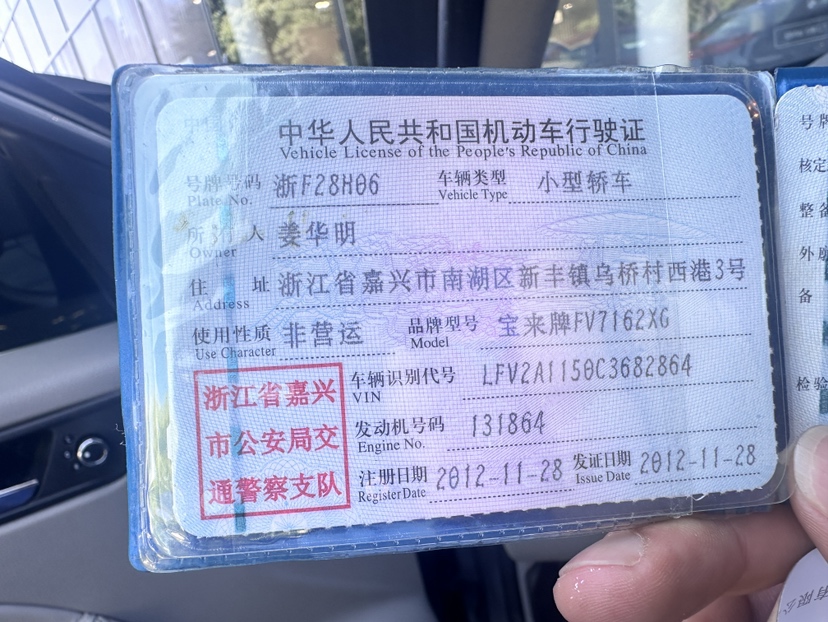 中华人民共和国机动车行驶证
Vehicle License of the People's Republic of China
号牌号码 浙F28H06 车辆类型 小型轿车
Plate No. Vehicle Type
所有人 姜华明
Owner
住 址 浙江省嘉兴市南湖区新丰镇乌桥村西港3号
Address
使用性质 非营运 品牌型号 宝来牌FV7162XG
Use Character Model
浙江省嘉兴
市公安局交
通警察支队
车辆识别代号 LFV2A1150C3682864
VIN
发动机号码 131864
Engine No.
注册日期 2012-11-28 发证日期 2012-11-28
Register Date Issue Date
号牌
核定
整备
外廓
备
检验
有限公